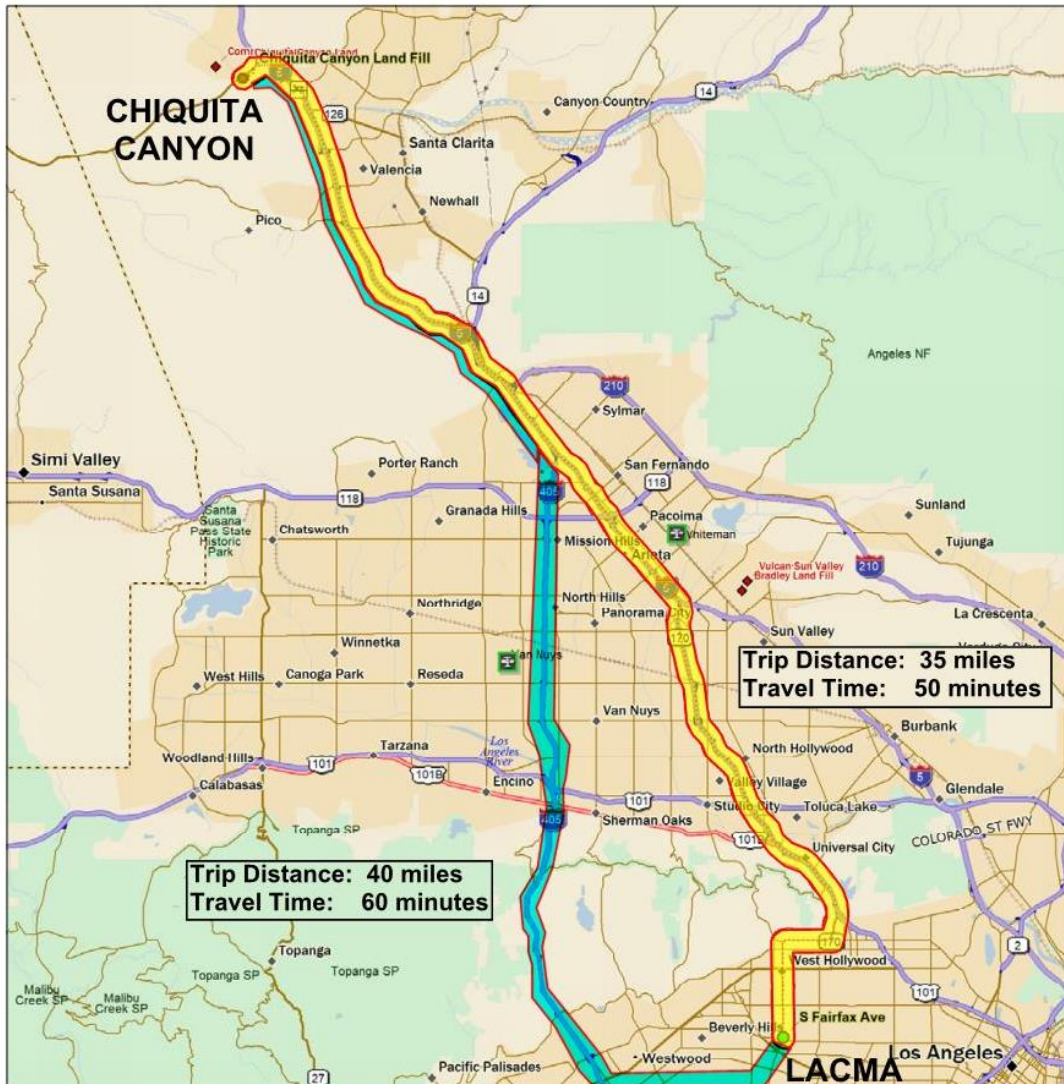 Chiquita Canyon Land Fill
CHIQUITA
CANYON
5
126
14
Canyon Country
Santa Clarita
Valencia
Newhall
Pico
14
5
Angeles NF
210
Sylmar
Simi Valley
Porter Ranch
San Fernando
118
Santa Susana
118
405
Sunland
Santa
Susana
Pass State
Historic
Park
Granada Hills
Pacoima
Chatsworth
Mission Hills
Whiteman
Arleta
Tujunga
Vulcan Sun Valley
Bradley Land Fill
210
5
North Hills
Northridge
Panorama City
La Crescenta
170
Sun Valley
Winnetka
Van Nuys
Trip Distance: 35 miles
Travel Time: 50 minutes
West Hills
Canoga Park
Reseda
Van Nuys
Burbank
Los
Angeles
River
North Hollywood
Woodland Hills
101
Tarzana
101B
Encino
Valley Village
5
Calabasas
101
Studio City
Toluca Lake
Glendale
405
Sherman Oaks
COLORADO ST FWY
Topanga SP
Universal City
Trip Distance: 40 miles
Travel Time: 60 minutes
170
2
Topanga
West Hollywood
Topanga SP
Topanga SP
101
Malibu
Creek SP
Malibu
Creek SP
S Fairfax Ave
Beverly Hills
Westwood
LACMA
Los Angeles
Pacific Palisades
27